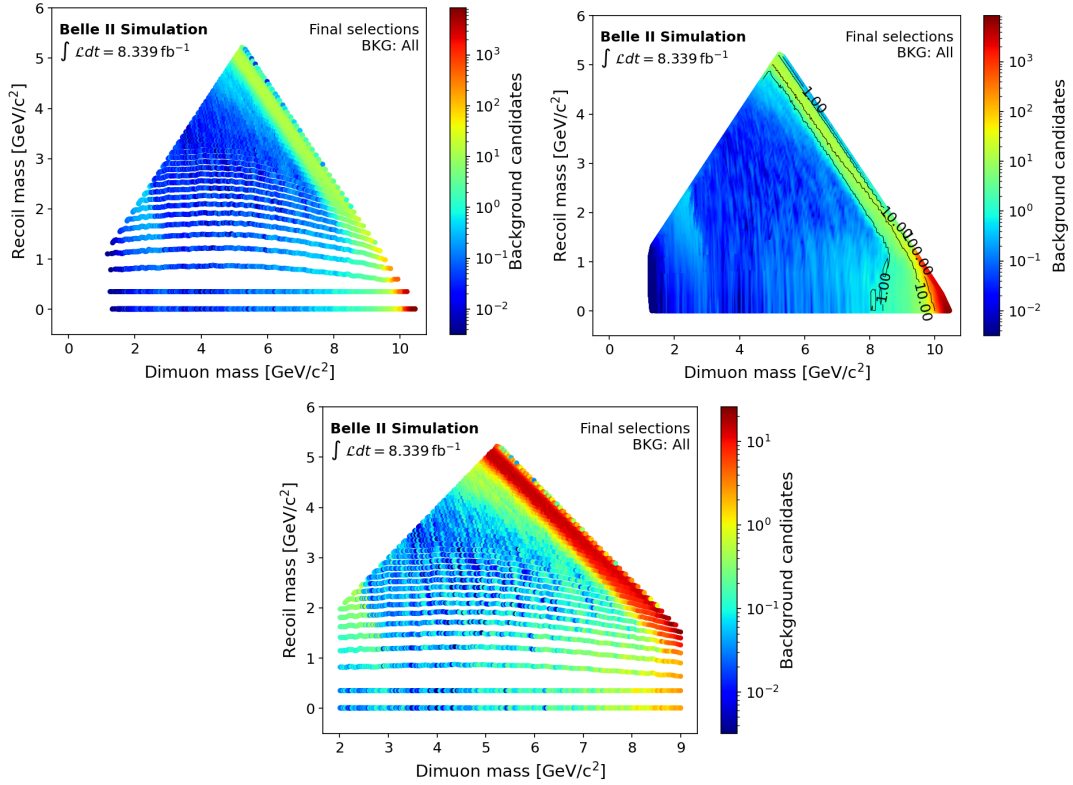 Belle II Simulation
∫ ℒdt = 8.339 fb⁻¹
Final selections
BKG: All
Recoil mass [GeV/c²]
6
5
4
3
2
1
0
0 2 4 6 8 10
Dimuon mass [GeV/c²]
10³
10²
10¹
10⁰
10⁻¹
10⁻²
Background candidates
Belle II Simulation
∫ ℒdt = 8.339 fb⁻¹
Final selections
BKG: All
Recoil mass [GeV/c²]
6
5
4
3
2
1
0
1.00
10.00
100.00
1.00
10.00
0 2 4 6 8 10
Dimuon mass [GeV/c²]
10³
10²
10¹
10⁰
10⁻¹
10⁻²
Background candidates
Belle II Simulation
∫ ℒdt = 8.339 fb⁻¹
Final selections
BKG: All
Recoil mass [GeV/c²]
6
5
4
3
2
1
0
2 3 4 5 6 7 8 9
Dimuon mass [GeV/c²]
10¹
10⁰
10⁻¹
10⁻²
Background candidates